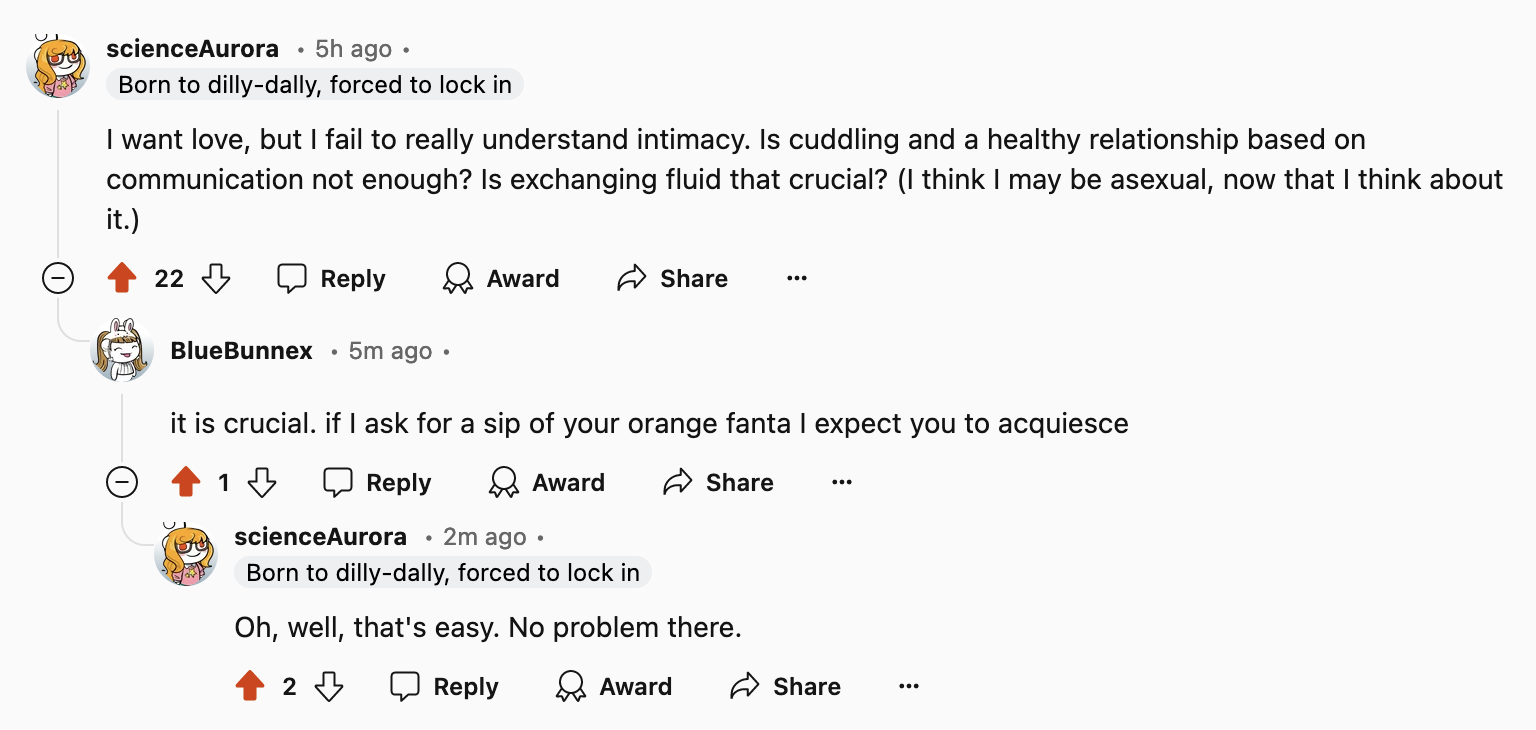 scienceAurora • 5h ago •
Born to dilly-dally, forced to lock in
I want love, but I fail to really understand intimacy. Is cuddling and a healthy relationship based on
communication not enough? Is exchanging fluid that crucial? (I think I may be asexual, now that I think about
it.)
22 Reply Award Share ...
BlueBunnex • 5m ago •
it is crucial. if I ask for a sip of your orange fanta I expect you to acquiesce
1 Reply Award Share ...
scienceAurora • 2m ago •
Born to dilly-dally, forced to lock in
Oh, well, that's easy. No problem there.
2 Reply Award Share ...